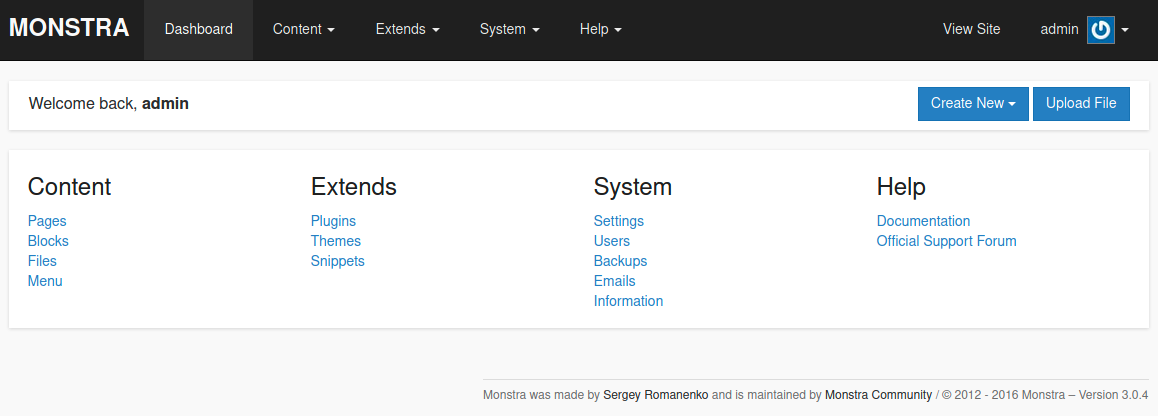 MONSTRA Dashboard Content Extends System Help View Site admin
Welcome back, admin Create New Upload File
Content Extends System Help
Pages Plugins Settings Documentation
Blocks Themes Users Official Support Forum
Files Snippets Backups
Menu Emails
Information
Monstra was made by Sergey Romanenko and is maintained by Monstra Community / © 2012 - 2016 Monstra – Version 3.0.4